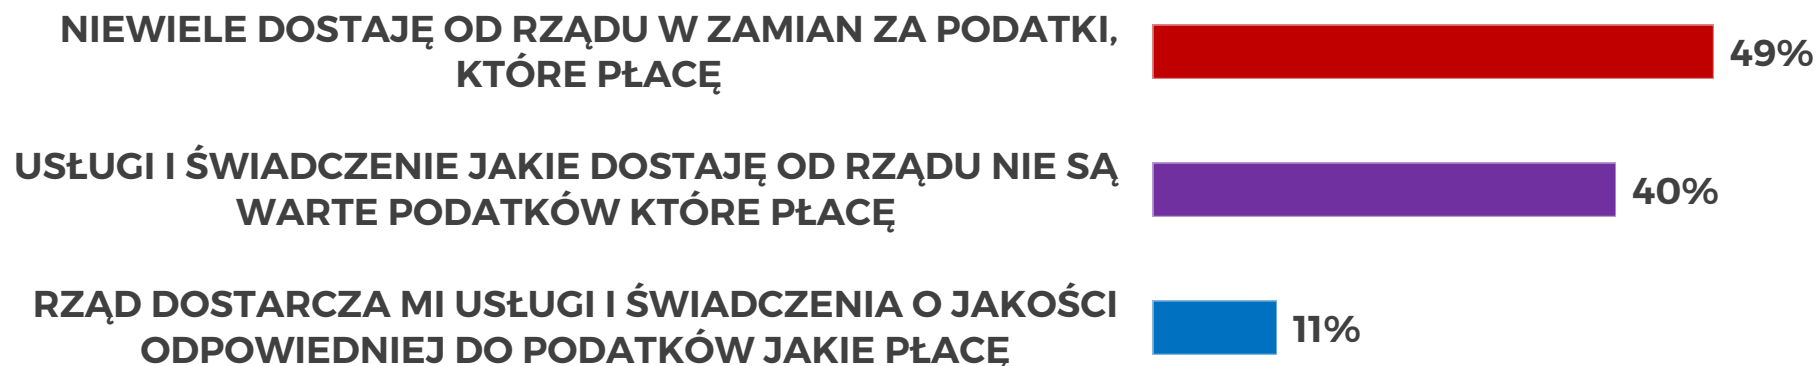 NIEWIELE DOSTAJĘ OD RZĄDU W ZAMIAN ZA PODATKI,
KTÓRE PŁACĘ
49%
USŁUGI I ŚWIADCZENIE JAKIE DOSTAJĘ OD RZĄDU NIE SĄ
WARTE PODATKÓW KTÓRE PŁACĘ
40%
RZĄD DOSTARCZA MI USŁUGI I ŚWIADCZENIA O JAKOŚCI
ODPOWIEDNIEJ DO PODATKÓW JAKIE PŁACĘ
11%